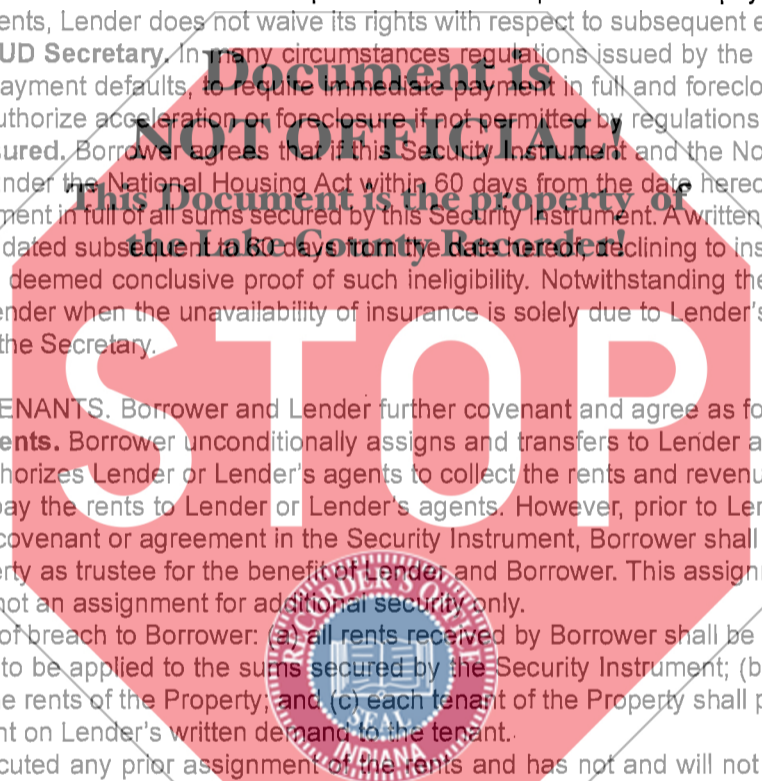 ents, Lender does not waive its rights with respect to subsequent e
UD Secretary. In many circumstances regulations issued by the
ayment defaults, to require immediate payment in full and foreclo
uthorize acceleration or foreclosure if not permitted by regulations
ured. Borrower agrees that if this Security Instrument and the No
nder the National Housing Act within 60 days from the date hereo
ment in full of all sums secured by this Security Instrument. A written
dated subsequent to 60 days from the date hereof, declining to ins
deemed conclusive proof of such ineligibility. Notwithstanding the
ender when the unavailability of insurance is solely due to Lender's
the Secretary.
Document is
NOT OFFICIAL!
This Document is the property of
the Lake County Recorder!
STOP
ENANTS. Borrower and Lender further covenant and agree as fo
ents. Borrower unconditionally assigns and transfers to Lender a
horizes Lender or Lender's agents to collect the rents and revenu
pay the rents to Lender or Lender's agents. However, prior to Len
covenant or agreement in the Security Instrument, Borrower shall
rty as trustee for the benefit of Lender and Borrower. This assignm
not an assignment for additional security only.
of breach to Borrower: (a) all rents received by Borrower shall be
to be applied to the sums secured by the Security Instrument; (b
e rents of the Property; and (c) each tenant of the Property shall p
nt on Lender's written demand to the tenant.
cuted any prior assignment of the rents and has not and will not
RECORDER'S OFFICE
SEAL
INDIANA